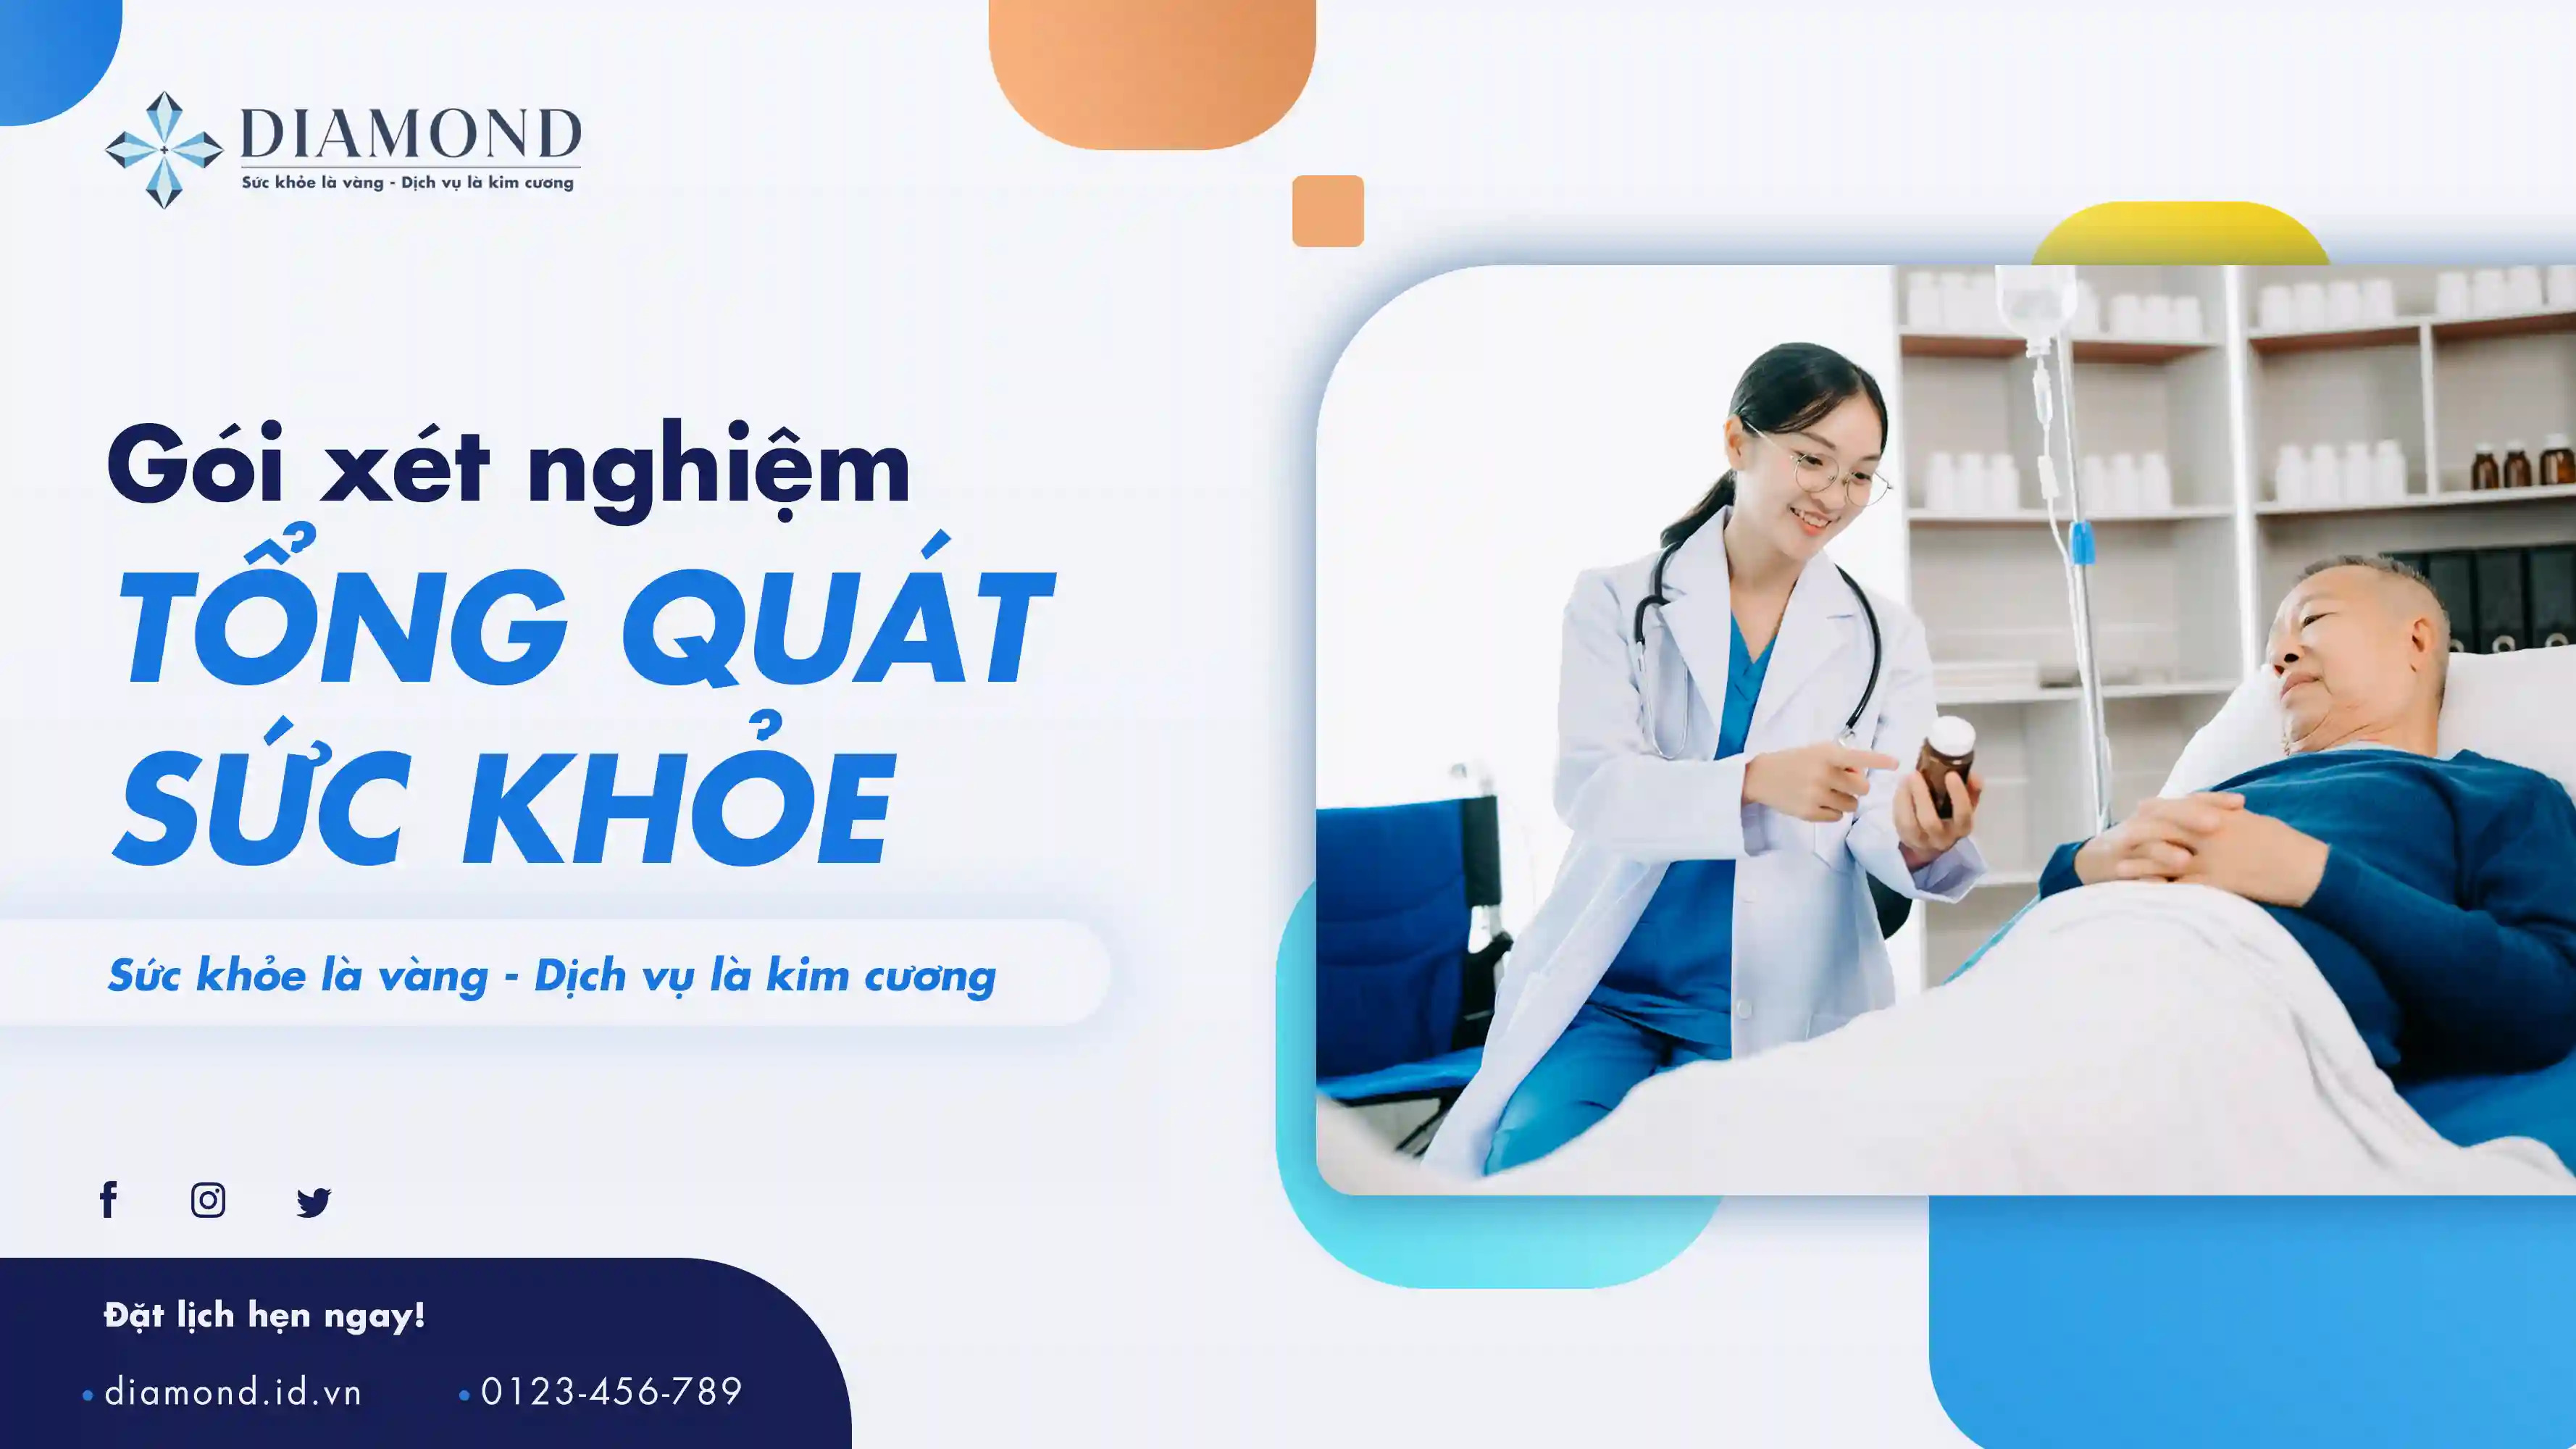 DIAMOND
Sức khỏe là vàng - Dịch vụ là kim cương
Gói xét nghiệm
TỔNG QUÁT
SỨC KHỎE
Sức khỏe là vàng - Dịch vụ là kim cương
Đặt lịch hẹn ngay!
diamond.id.vn
0123-456-789